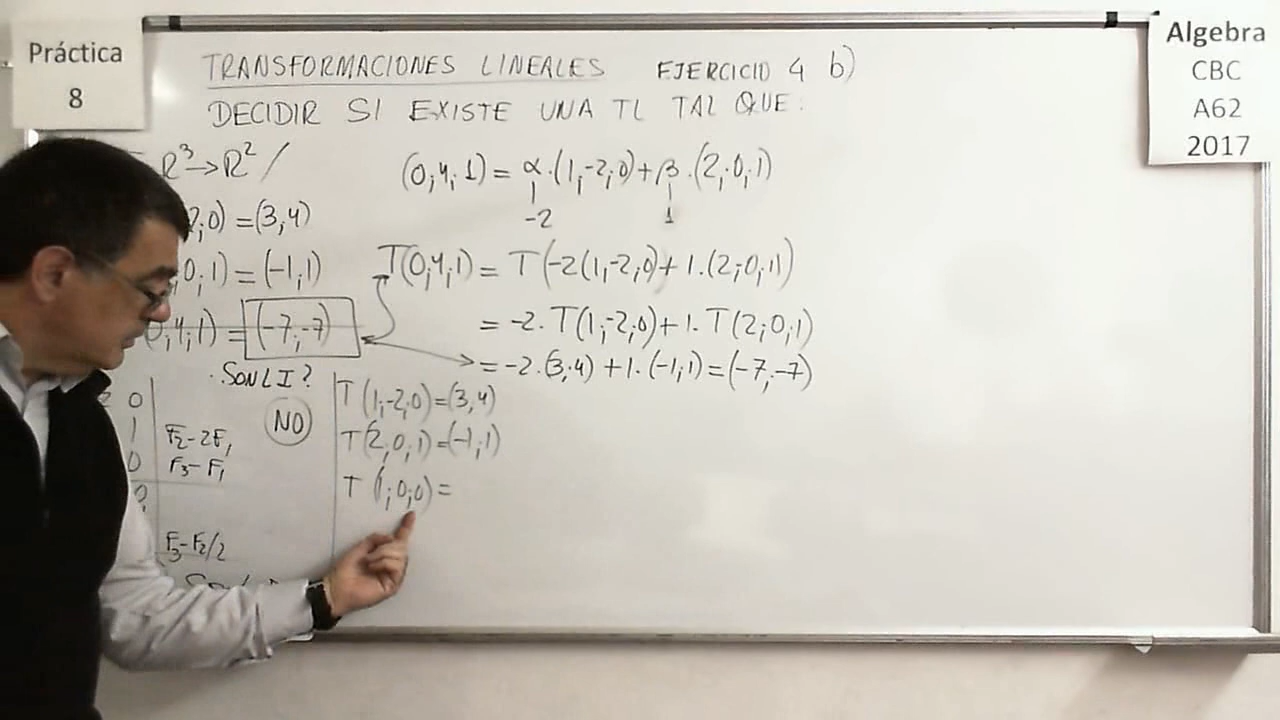 Práctica
8
TRANSFORMACIONES LINEALES EJERCICIO 4 b)
DECIDIR SI EXISTE UNA TL TAL QUE:
Algebra
CBC
A62
2017
R³→R² /
;0) = (3,4)
;0,1) = (-1,1)
,4,1) = (-7,-7)
(0,4,1) = α.(1,-2,0)+β.(2,0,1)
-2 1
T(0,4,1) = T(-2(1,-2,0)+1.(2;0,1))
= -2.T(1,-2,0)+1.T(2;0,1)
= -2.(3,4)+1.(-1,1)=(-7,-7)
. SON LI?
NO
0
1 F₂-2F₁
0 F₃-F₁
F₃-F₂/2
T(1,-2,0)=(3,4)
T(2,0,1)=(-1,1)
T(1;0;0)=